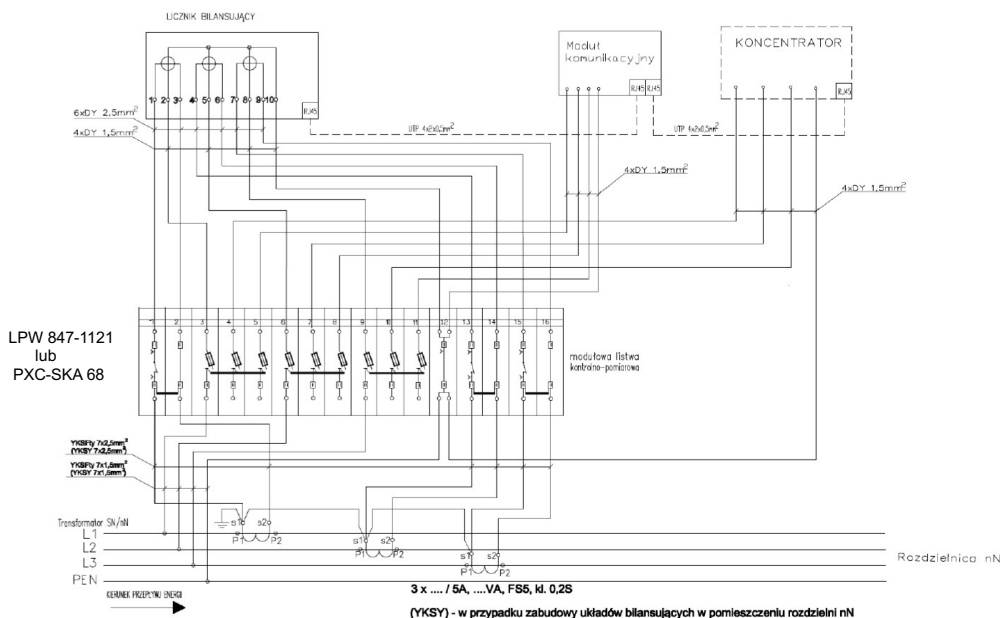 LICZNIK BILANSUJĄCY
1 2 3 4 5 6 7 8 9 10
RJ45
Moduł
komunikacyjny
RJ45 RJ45
KONCENTRATOR
RJ45
6xDY 2,5mm²
4xDY 1,5mm²
UTP 4x2x0,5mm²
UTP 4x2x0,5mm²
4xDY 1,5mm²
4xDY 1,5mm²
1 2 3 4 5 6 7 8 9 10 11 12 13 14 15 16
LPW 847-1121
lub
PXC-SKA 68
modułowa listwa
kontrolno-pomiarowa
YKSFty 7x2,5mm²
(YKSY 7x2,5mm²)
YKSFty 7x1,5mm²
(YKSY 7x1,5mm²)
Transformator SN/nN
s1 s2
L1
P1 P2
s1 s2
L2
P1 P2
s1 s2
L3
P1 P2
PEN
Rozdzielnica nN
KIERUNEK PRZEPŁYWU ENERGII
3 x .... / 5A, ....VA, FS5, kl. 0,2S
(YKSY) - w przypadku zabudowy układów bilansujących w pomieszczeniu rozdzielni nN